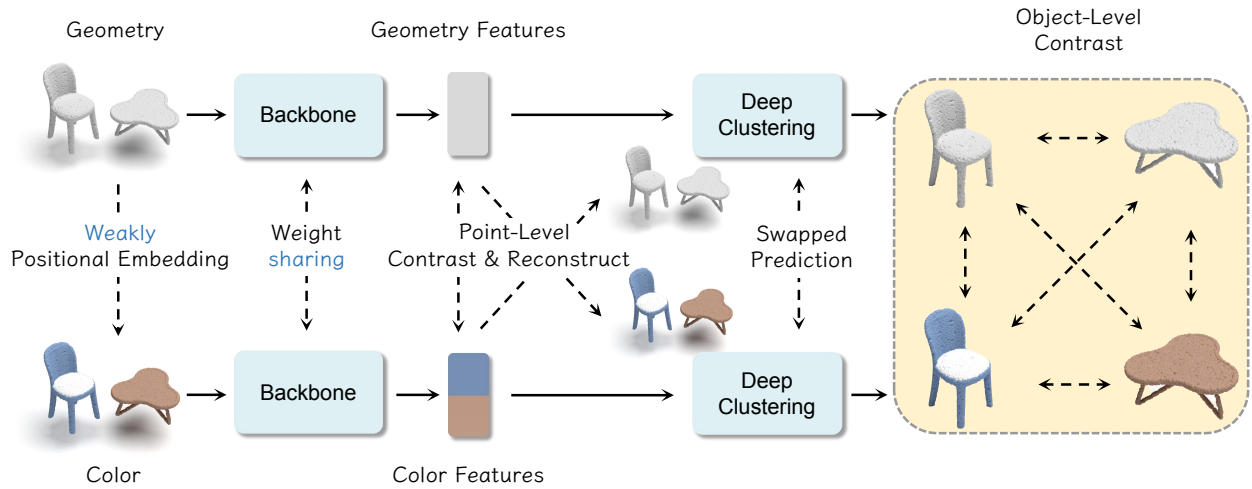 Geometry
Geometry Features
Object-Level
Contrast
Backbone
Deep
Clustering
Weakly
Positional Embedding
Weight
sharing
Point-Level
Contrast & Reconstruct
Swapped
Prediction
Backbone
Deep
Clustering
Color
Color Features